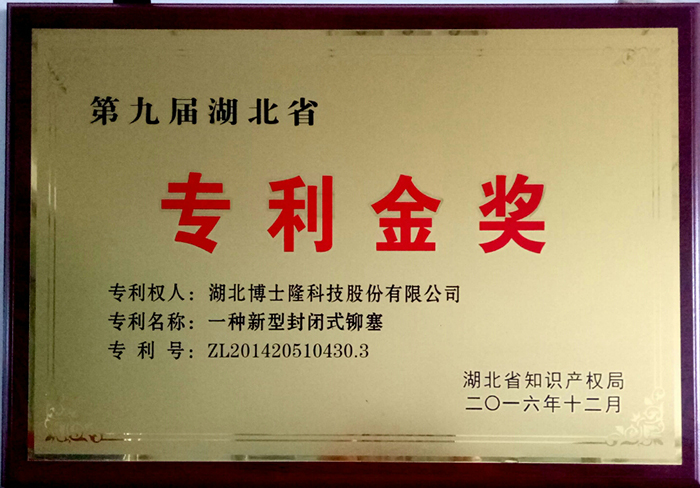 第九届湖北省
专利金奖
专利权人：湖北博士隆科技股份有限公司
专利名称：一种新型封闭式铆塞
专 利 号：ZL201420510430.3
湖北省知识产权局
二〇一六年十二月